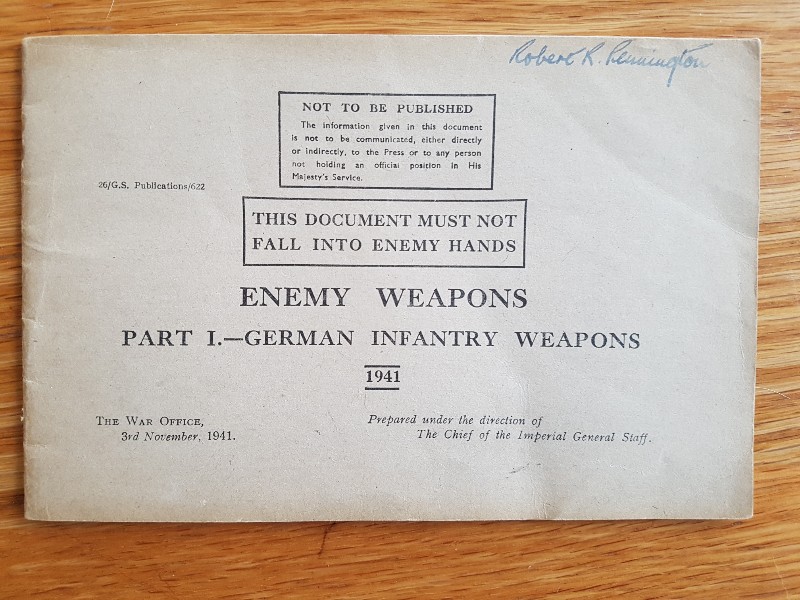 Robert R. Pennington
NOT TO BE PUBLISHED
The information given in this document
is not to be communicated, either directly
or indirectly, to the Press or to any person
not holding an official position in His
Majesty's Service.
26/G.S. Publications/622
THIS DOCUMENT MUST NOT
FALL INTO ENEMY HANDS
ENEMY WEAPONS
PART I.—GERMAN INFANTRY WEAPONS
1941
THE WAR OFFICE,
3rd November, 1941.
Prepared under the direction of
The Chief of the Imperial General Staff.